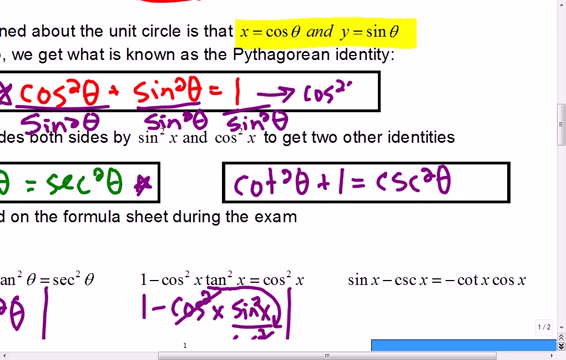 ned about the unit circle is that x = cos θ and y = sin θ
, we get what is known as the Pythagorean identity:
cos²θ + sin²θ = 1 → cos²
sin²θ sin²θ sin²θ
des both sides by sin² x and cos² x to get two other identities
θ = sec²θ
cot²θ + 1 = csc²θ
d on the formula sheet during the exam
an² θ = sec² θ
1 − cos² x tan² x = cos² x
sin x − csc x = −cot x cos x
θ
1 − cos² x sin²x
1
1 / 2